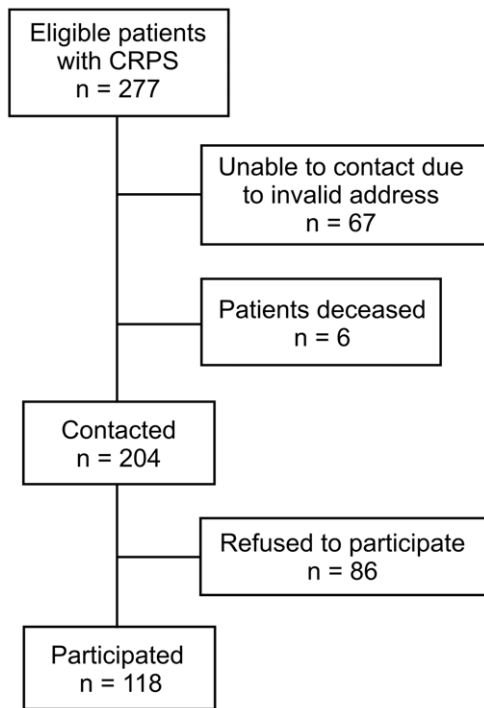 Eligible patients
with CRPS
n = 277
Unable to contact due
to invalid address
n = 67
Patients deceased
n = 6
Contacted
n = 204
Refused to participate
n = 86
Participated
n = 118